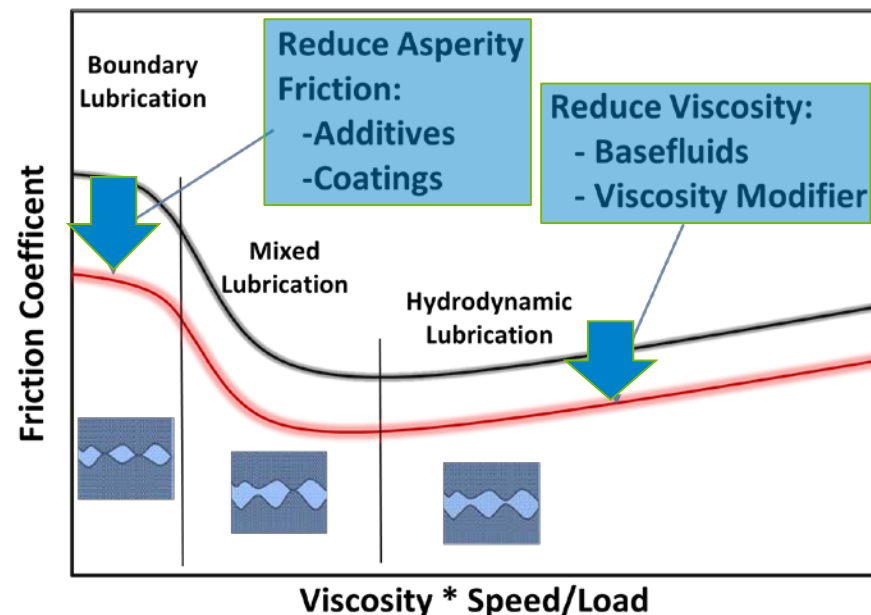 Boundary
Lubrication
Reduce Asperity
Friction:
-Additives
-Coatings
Reduce Viscosity:
- Basefluids
- Viscosity Modifier
Mixed
Lubrication
Hydrodynamic
Lubrication
Friction Coefficent
Viscosity * Speed/Load